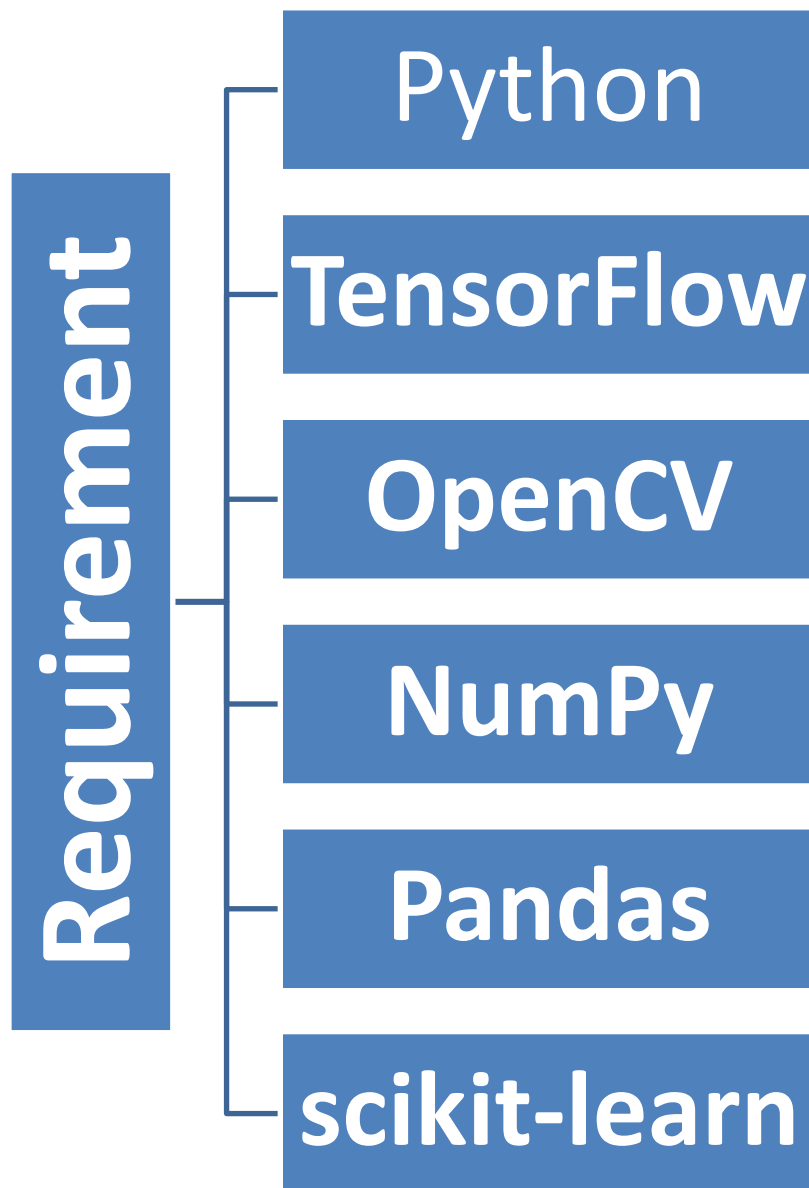 Requirement
Python
TensorFlow
OpenCV
NumPy
Pandas
scikit-learn